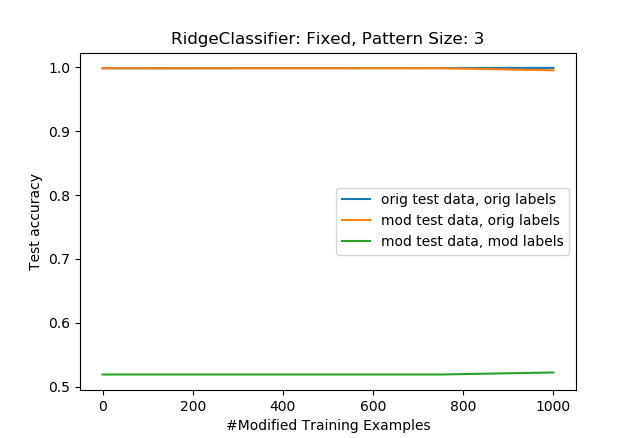 RidgeClassifier: Fixed, Pattern Size: 3
1.0
0.9
0.8
0.7
0.6
0.5
Test accuracy
orig test data, orig labels
mod test data, orig labels
mod test data, mod labels
0 200 400 600 800 1000
#Modified Training Examples